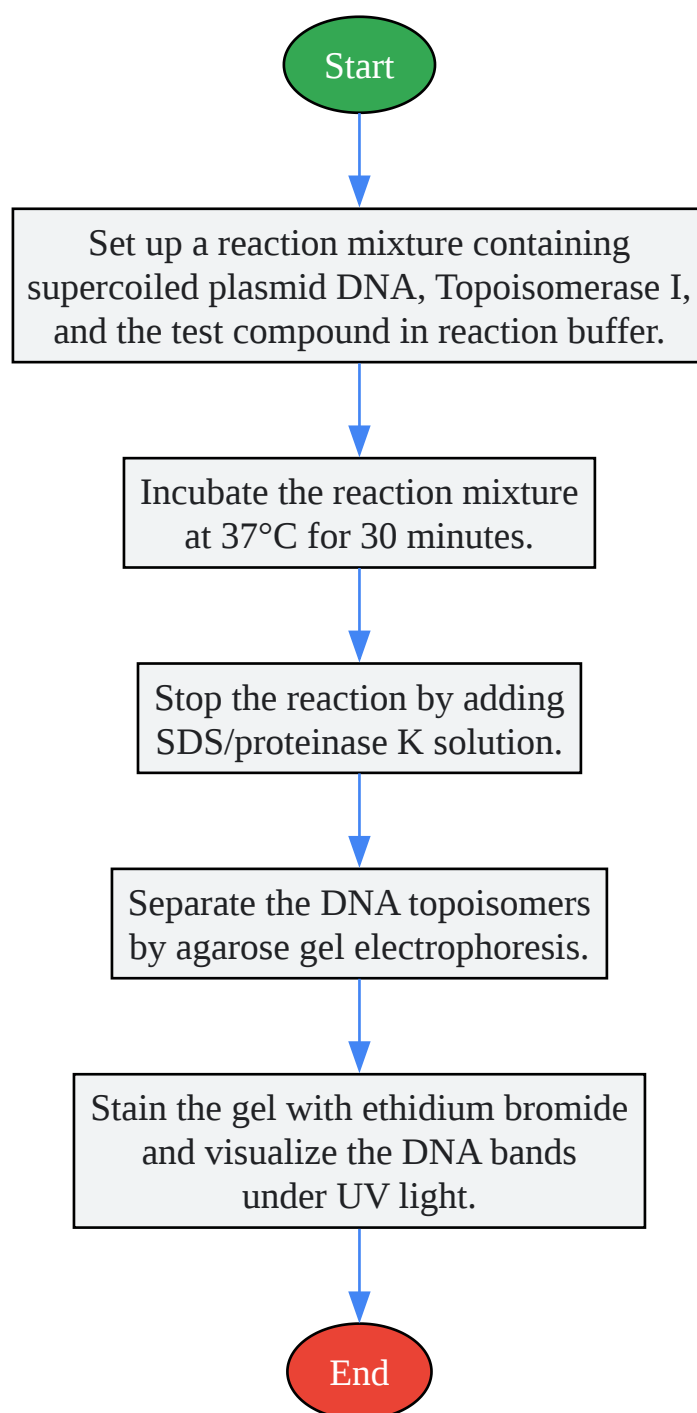 Start
Set up a reaction mixture containing
supercoiled plasmid DNA, Topoisomerase I,
and the test compound in reaction buffer.
Incubate the reaction mixture
at 37°C for 30 minutes.
Stop the reaction by adding
SDS/proteinase K solution.
Separate the DNA topoisomers
by agarose gel electrophoresis.
Stain the gel with ethidium bromide
and visualize the DNA bands
under UV light.
End